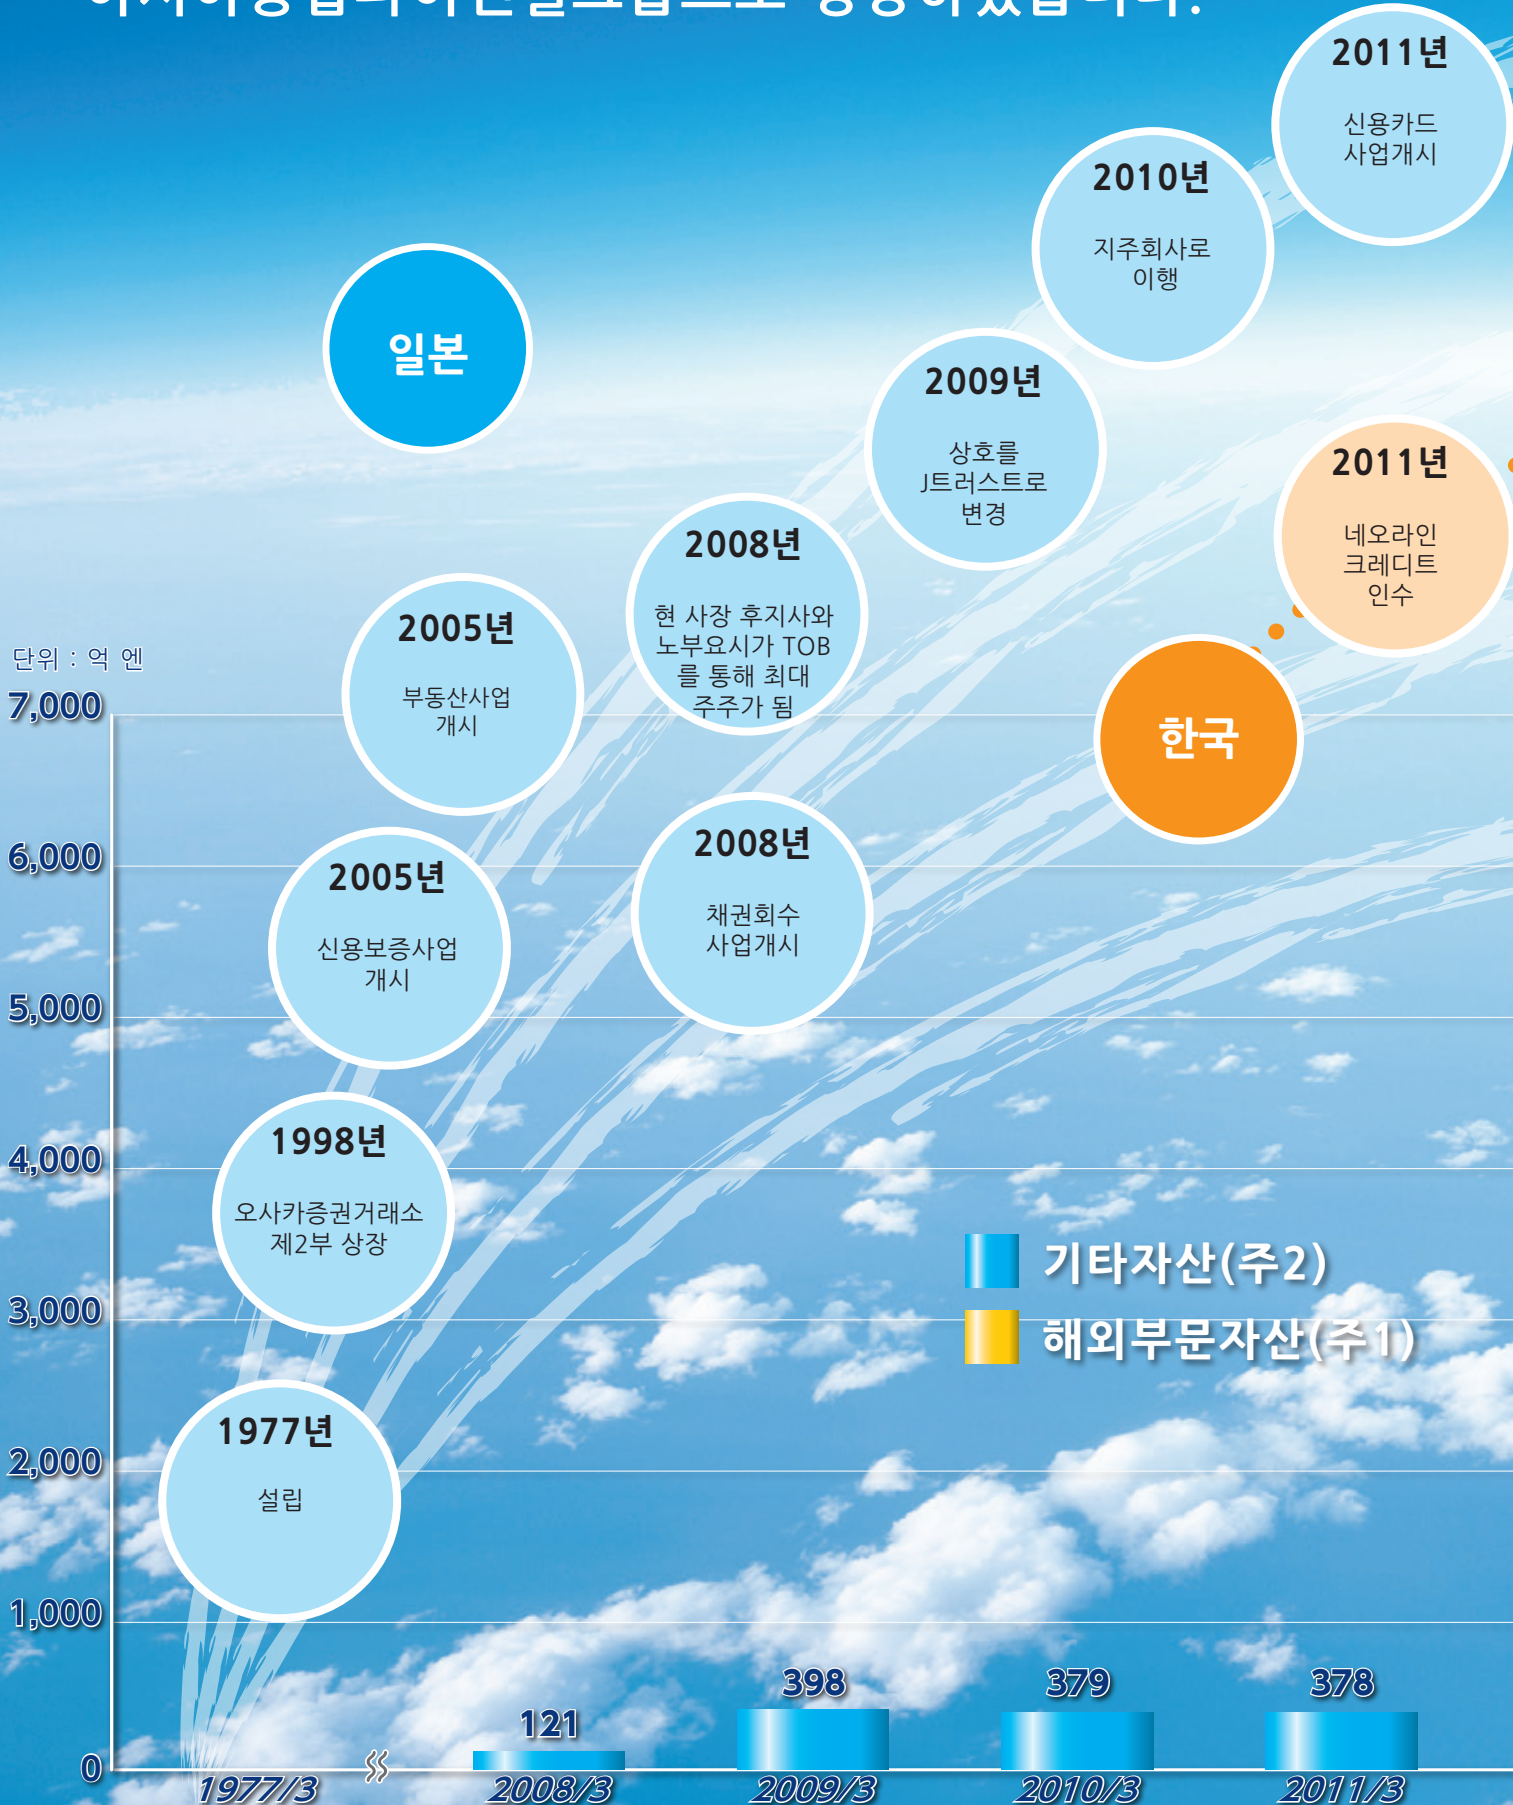 2011년
신용카드
사업개시
2010년
지주회사로
이행
일본
2009년
상호를
J트러스트로
변경
2011년
네오라인
크레디트
인수
2008년
현 사장 후지사와
노부요시가 TOB
를 통해 최대
주주가 됨
2005년
부동산사업
개시
한국
단위 : 억 엔
7,000
6,000
5,000
4,000
3,000
2,000
1,000
0
2008년
채권회수
사업개시
2005년
신용보증사업
개시
1998년
오사카증권거래소
제2부 상장
기타자산(주2)
해외부문자산(주1)
1977년
설립
121
398
379
378
1977/3
2008/3
2009/3
2010/3
2011/3